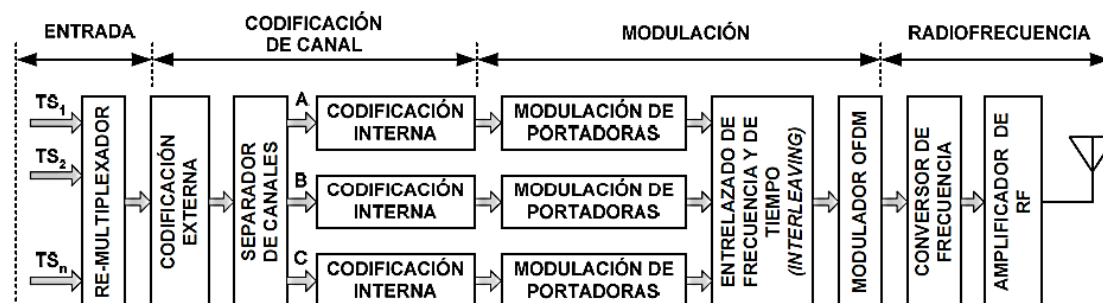 ENTRADA
CODIFICACIÓN
DE CANAL
MODULACIÓN
RADIOFRECUENCIA
TS1
TS2
TSn
RE-MULTIPLEXADOR
CODIFICACIÓN
EXTERNA
SEPARADOR
DE CANALES
A
CODIFICACIÓN
INTERNA
MODULACIÓN DE
PORTADORAS
B
CODIFICACIÓN
INTERNA
MODULACIÓN DE
PORTADORAS
C
CODIFICACIÓN
INTERNA
MODULACIÓN DE
PORTADORAS
ENTRELAZADO DE
FRECUENCIA Y DE
TIEMPO
(INTERLEAVING)
MODULADOR OFDM
CONVERSOR DE
FRECUENCIA
AMPLIFICADOR DE
RF